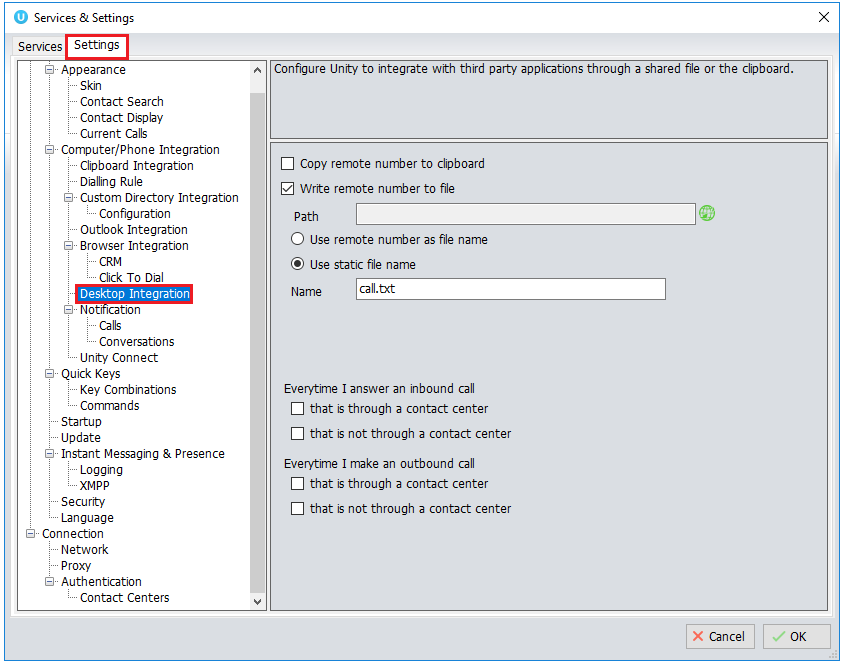 Services & Settings
Services
Settings
Appearance
Skin
Contact Search
Contact Display
Current Calls
Computer/Phone Integration
Clipboard Integration
Dialling Rule
Custom Directory Integration
Configuration
Outlook Integration
Browser Integration
CRM
Click To Dial
Desktop Integration
Notification
Calls
Conversations
Unity Connect
Quick Keys
Key Combinations
Commands
Startup
Update
Instant Messaging & Presence
Logging
XMPP
Security
Language
Connection
Network
Proxy
Authentication
Contact Centers
Configure Unity to integrate with third party applications through a shared file or the clipboard.
Copy remote number to clipboard
Write remote number to file
Path
Use remote number as file name
Use static file name
Name call.txt
Everytime I answer an inbound call
that is through a contact center
that is not through a contact center
Everytime I make an outbound call
that is through a contact center
that is not through a contact center
Cancel
OK